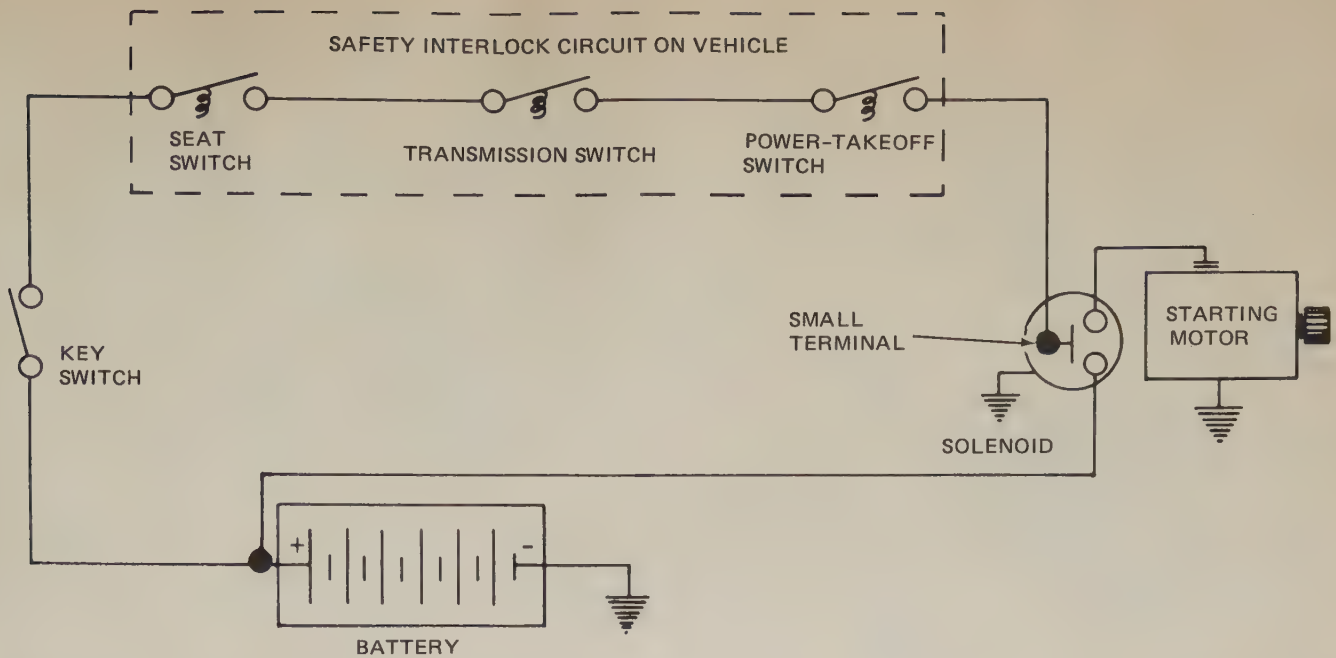 SAFETY INTERLOCK CIRCUIT ON VEHICLE
SEAT
SWITCH
TRANSMISSION SWITCH
POWER-TAKEOFF
SWITCH
KEY
SWITCH
SMALL
TERMINAL
STARTING
MOTOR
SOLENOID
+
-
BATTERY